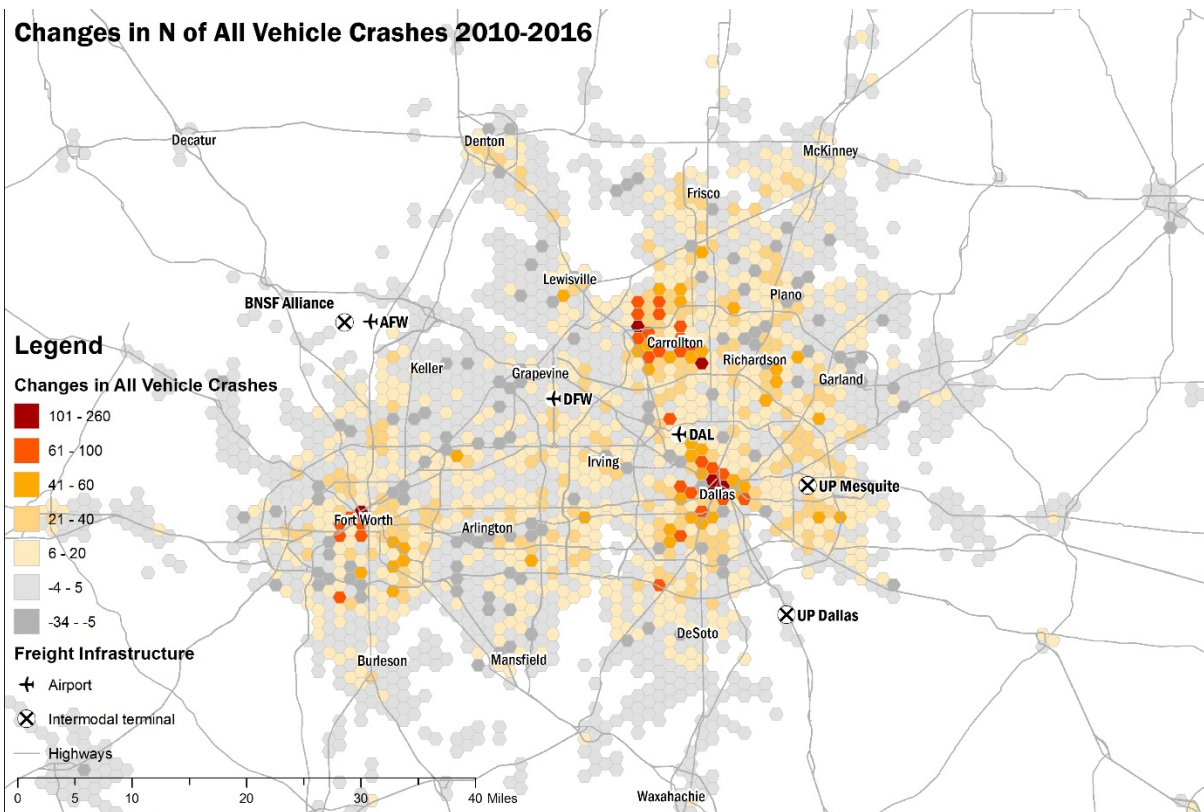 Changes in N of All Vehicle Crashes 2010-2016
Decatur
Denton
McKinney
Frisco
Lewisville
Plano
BNSF Alliance
AFW
Carrollton
Richardson
Keller
Grapevine
Garland
DFW
DAL
Irving
UP Mesquite
Dallas
Fort Worth
Arlington
UP Dallas
DeSoto
Burleson
Mansfield
Waxahachie
Legend
Changes in All Vehicle Crashes
101 - 260
61 - 100
41 - 60
21 - 40
6 - 20
-4 - 5
-34 - -5
Freight Infrastructure
Airport
Intermodal terminal
Highways
0 10 20 30 40 Miles